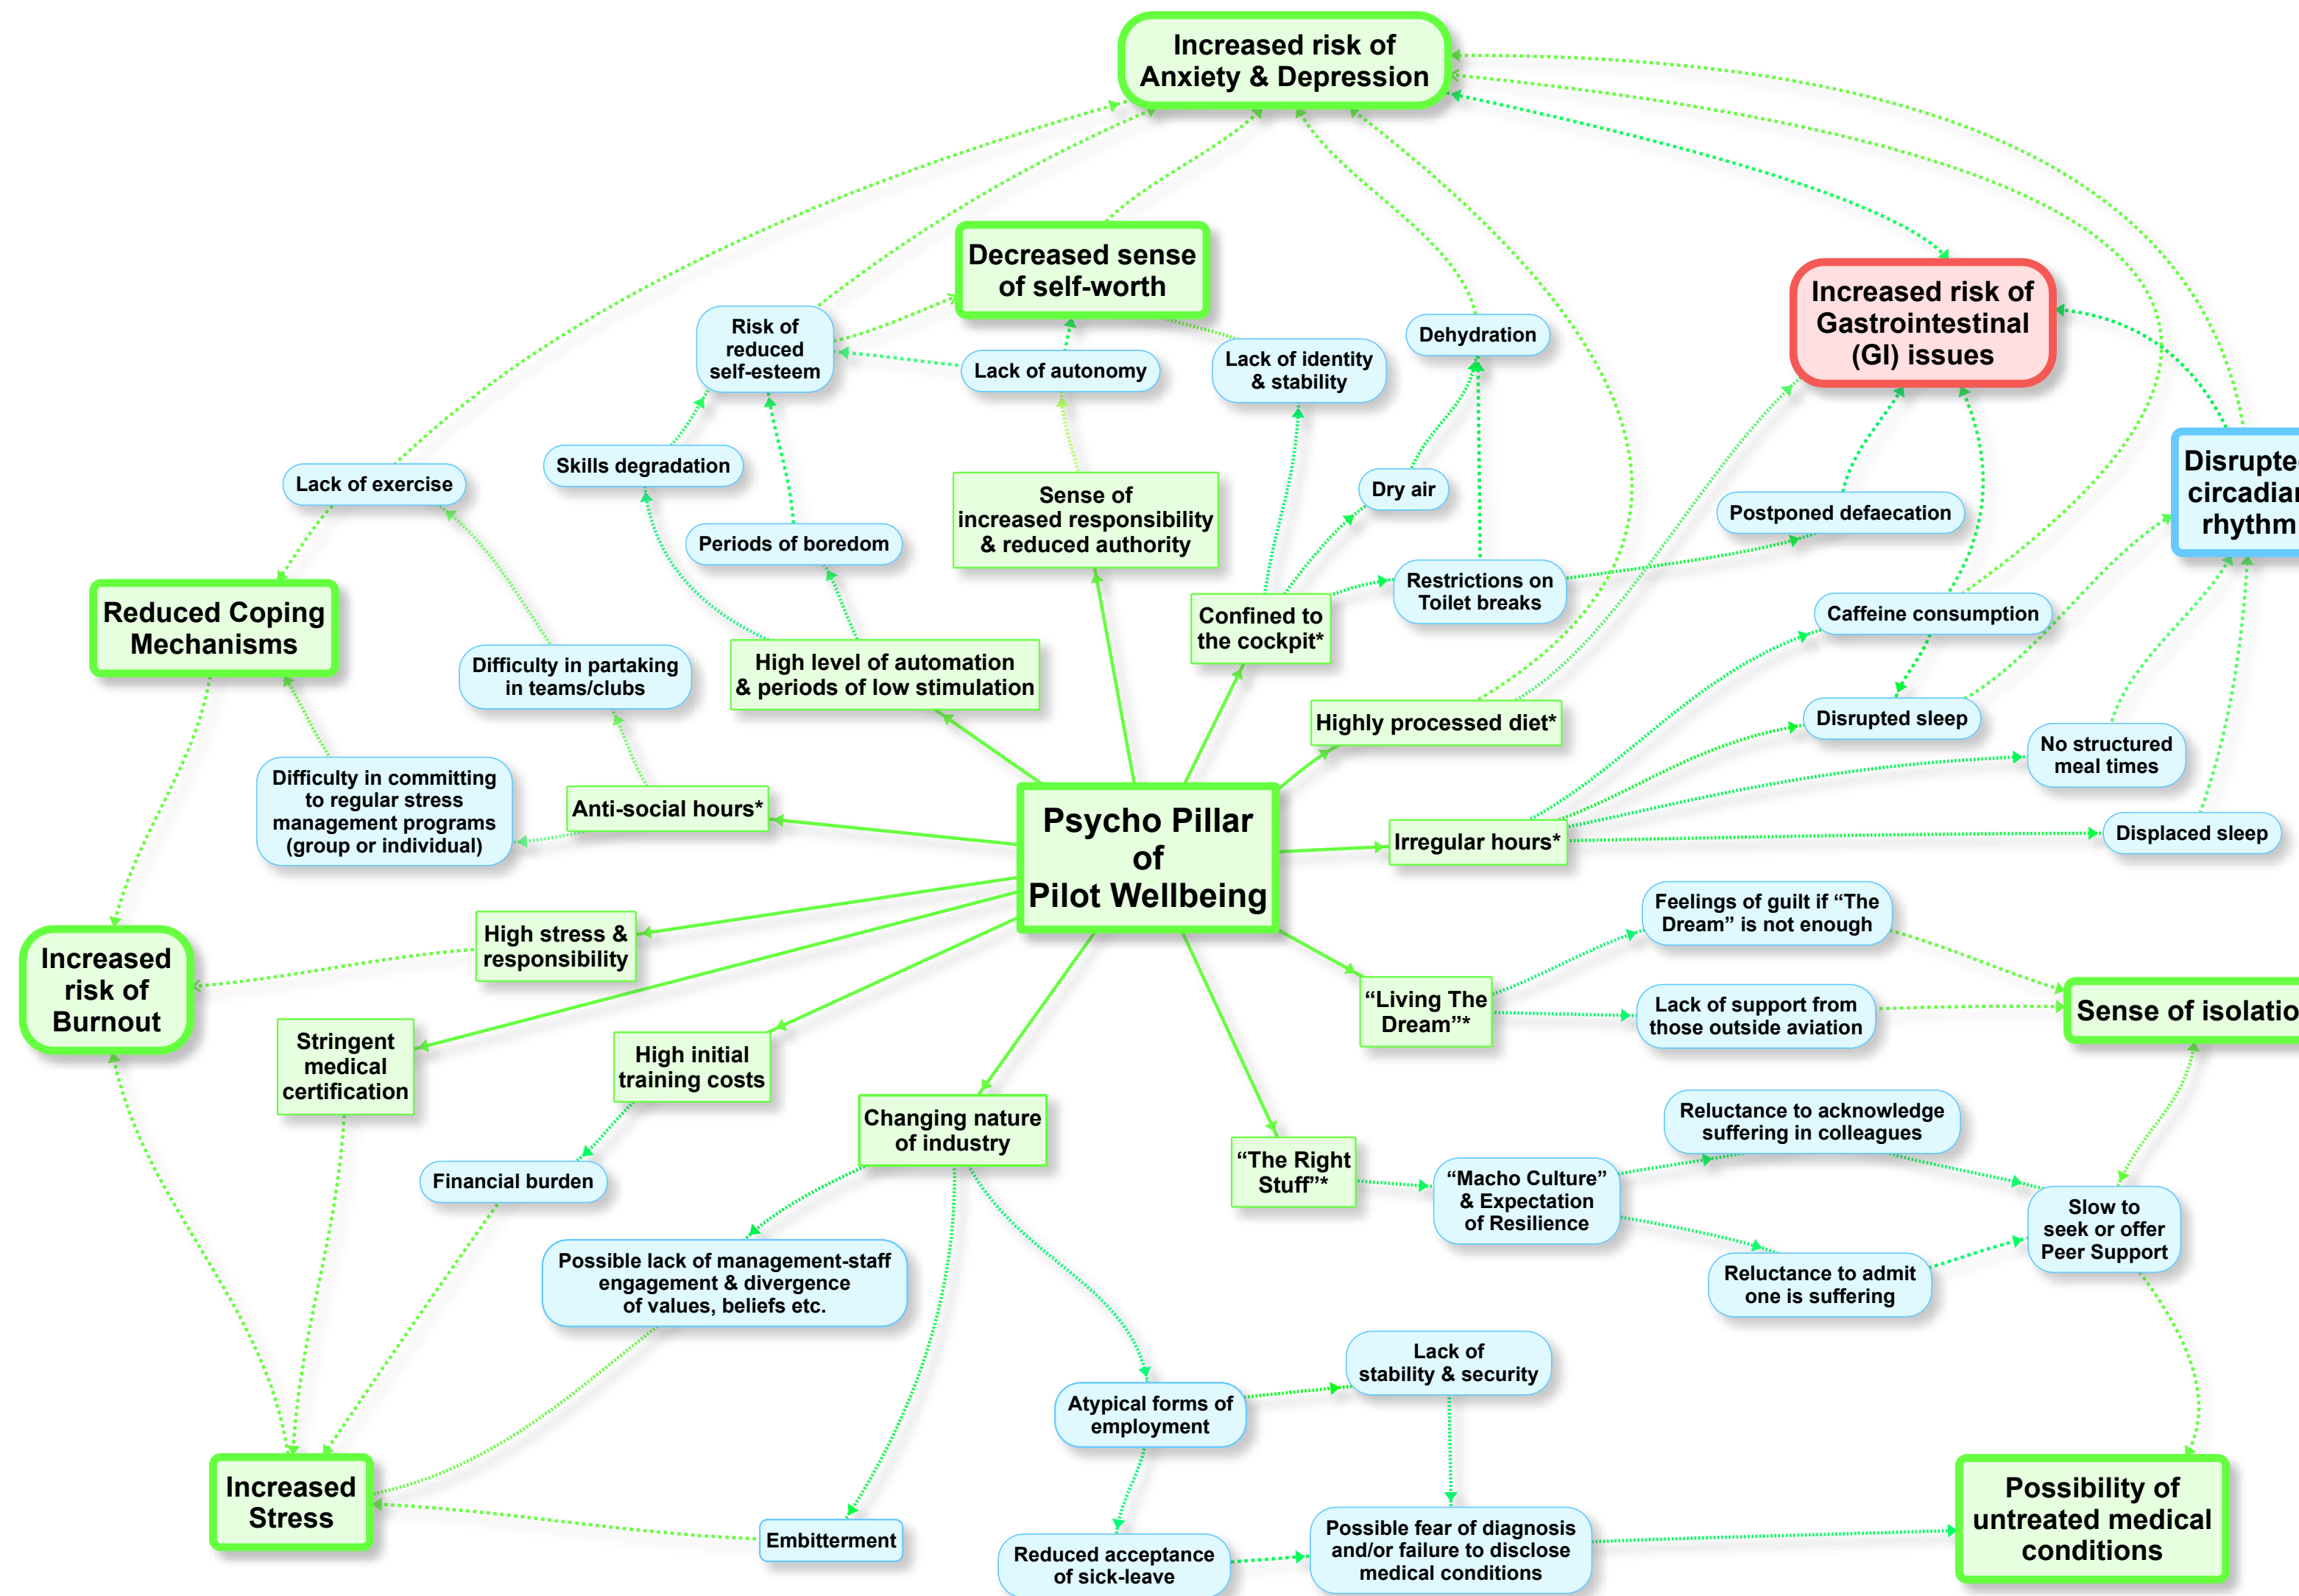 Increased risk of
Anxiety & Depression
Decreased sense
of self-worth
Increased risk of
Gastrointestinal
(GI) issues
Risk of
reduced
self-esteem
Lack of autonomy
Lack of identity
& stability
Dehydration
Skills degradation
Lack of exercise
Periods of boredom
Sense of
increased responsibility
& reduced authority
Dry air
Postponed defaecation
Disrupte
circadian
rhythm
Reduced Coping
Mechanisms
Restrictions on
Toilet breaks
Confined to
the cockpit*
Caffeine consumption
Difficulty in partaking
in teams/clubs
High level of automation
& periods of low stimulation
Highly processed diet*
Disrupted sleep
No structured
meal times
Difficulty in committing
to regular stress
management programs
(group or individual)
Anti-social hours*
Psycho Pillar
of
Pilot Wellbeing
Irregular hours*
Displaced sleep
Increased
risk of
Burnout
High stress &
responsibility
Feelings of guilt if “The
Dream” is not enough
“Living The
Dream”*
Lack of support from
those outside aviation
Sense of isolatio
Stringent
medical
certification
High initial
training costs
Changing nature
of industry
Reluctance to acknowledge
suffering in colleagues
Financial burden
“The Right
Stuff”*
“Macho Culture”
& Expectation
of Resilience
Slow to
seek or offer
Peer Support
Reluctance to admit
one is suffering
Possible lack of management-staff
engagement & divergence
of values, beliefs etc.
Lack of
stability & security
Atypical forms of
employment
Increased
Stress
Embitterment
Reduced acceptance
of sick-leave
Possible fear of diagnosis
and/or failure to disclose
medical conditions
Possibility of
untreated medical
conditions